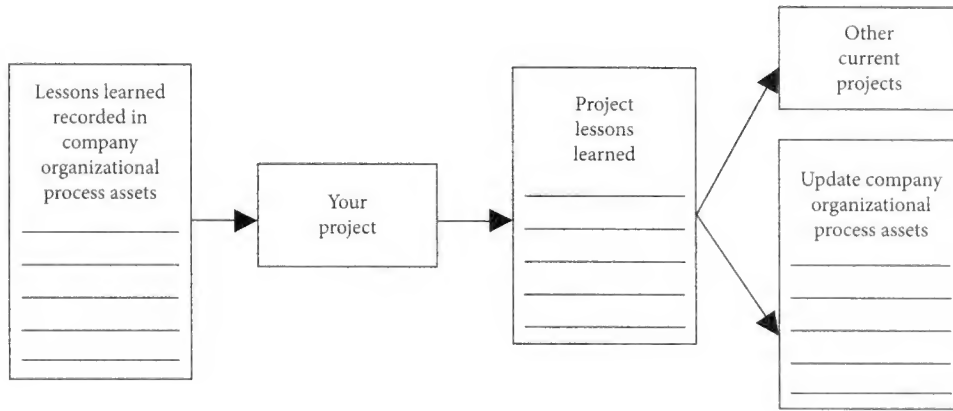 Lessons learned
recorded in
company
organizational
process assets
Your
project
Project
lessons
learned
Other
current
projects
Update company
organizational
process assets